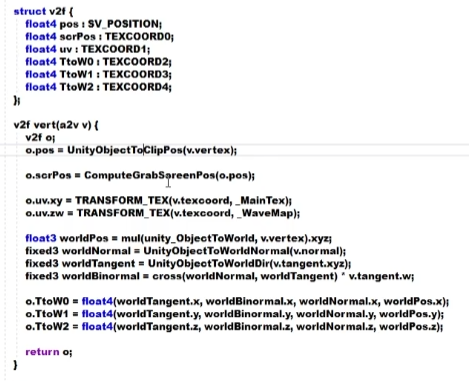 struct v2f {
float4 pos : SV_POSITION;
float4 scrPos : TEXCOORD0;
float4 uv : TEXCOORD1;
float4 TtoW0 : TEXCOORD2;
float4 TtoW1 : TEXCOORD3;
float4 TtoW2 : TEXCOORD4;
};
v2f vert(a2v v) {
v2f o;
o.pos = UnityObjectToClipPos(v.vertex);
o.scrPos = ComputeGrabScreenPos(o.pos);
o.uv.xy = TRANSFORM_TEX(v.texcoord, _MainTex);
o.uv.zw = TRANSFORM_TEX(v.texcoord, _WaveMap);
float3 worldPos = mul(unity_ObjectToWorld, v.vertex).xyz;
fixed3 worldNormal = UnityObjectToWorldNormal(v.normal);
fixed3 worldTangent = UnityObjectToWorldDir(v.tangent.xyz);
fixed3 worldBinormal = cross(worldNormal, worldTangent) * v.tangent.w;
o.TtoW0 = float4(worldTangent.x, worldBinormal.x, worldNormal.x, worldPos.x);
o.TtoW1 = float4(worldTangent.y, worldBinormal.y, worldNormal.y, worldPos.y);
o.TtoW2 = float4(worldTangent.z, worldBinormal.z, worldNormal.z, worldPos.z);
return o;
}